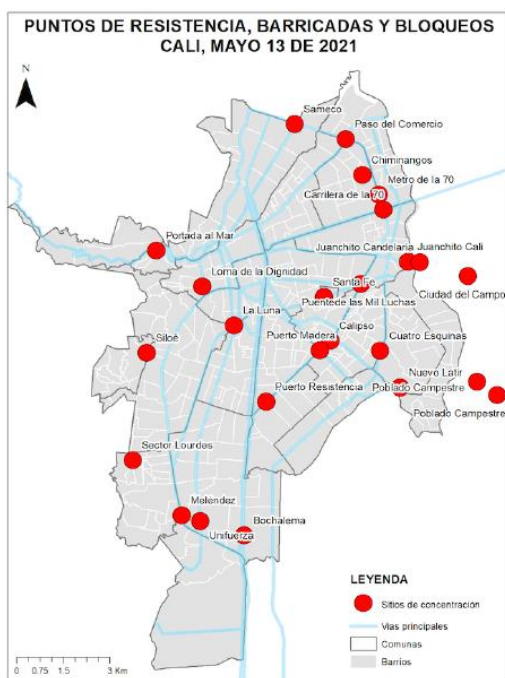 PUNTOS DE RESISTENCIA, BARRICADAS Y BLOQUEOS
CALI, MAYO 13 DE 2021
N
Sameco
Paso del Comercio
Chiminangos
Metro de la 70
Carrilera de la 70
Portada al Mar
Juanchito Candelaria
Juanchito Cali
Loma de la Dignidad
Santa Fe
Ciudad del Campo
Puente de las Mil Luchas
La Luna
Calipso
Puerto Madera
Cuatro Esquinas
Siloé
Nuevo Latir
Poblado Campestre
Puerto Resistencia
Poblado Campestre
Sector Lourdes
Meléndez
Bochalema
Unifuerza
LEYENDA
Sitios de concentración
Vías principales
Comunas
Barrios
0 0.75 1.5 3 Km